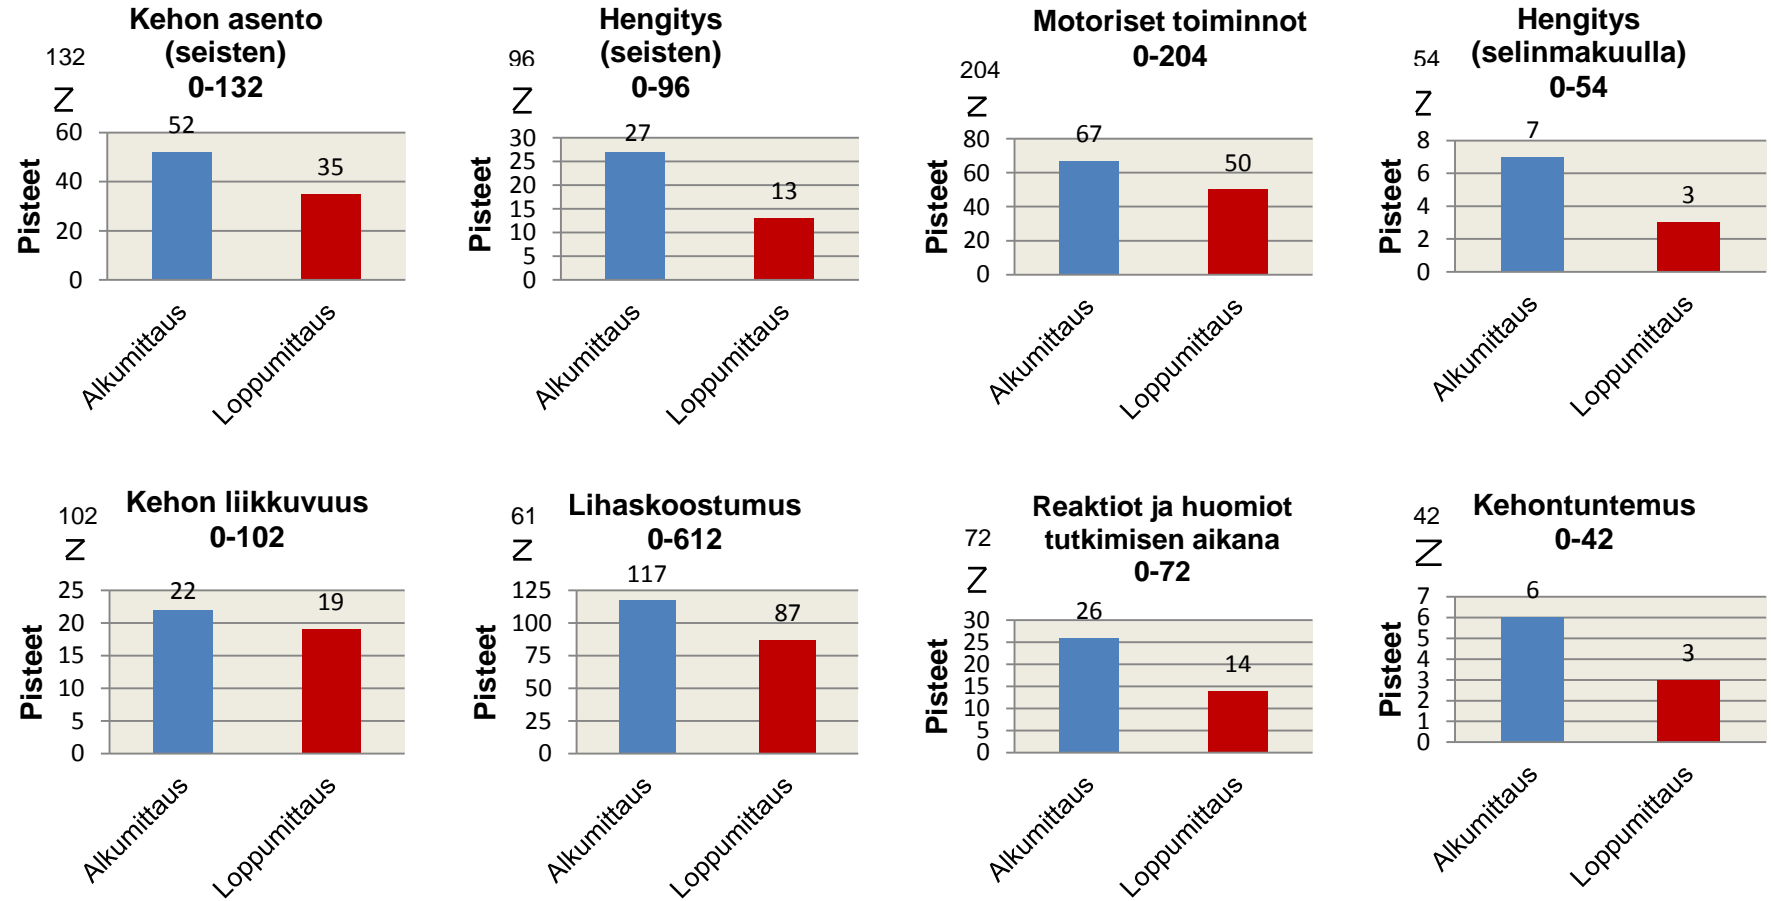 Kehon asento
(seisten)
0-132
132
Z
Pisteet
60
40
20
0
52
35
Alkumittaus
Loppumittaus
Hengitys
(seisten)
0-96
96
Z
Pisteet
30
25
20
15
10
5
0
27
13
Alkumittaus
Loppumittaus
Motoriset toiminnot
0-204
204
Z
Pisteet
80
60
40
20
0
67
50
Alkumittaus
Loppumittaus
Hengitys
(selinmakuulla)
0-54
54
Z
Pisteet
8
6
4
2
0
7
3
Alkumittaus
Loppumittaus
Kehon liikkuvuus
0-102
102
Z
Pisteet
25
20
15
10
5
0
22
19
Alkumittaus
Loppumittaus
Lihaskoostumus
0-612
61
Z
Pisteet
125
100
75
50
25
0
117
87
Alkumittaus
Loppumittaus
Reaktiot ja huomiot
tutkimisen aikana
0-72
72
Z
Pisteet
30
25
20
15
10
5
0
26
14
Alkumittaus
Loppumittaus
Kehontuntemus
0-42
42
Z
Pisteet
7
6
5
4
3
2
1
0
6
3
Alkumittaus
Loppumittaus